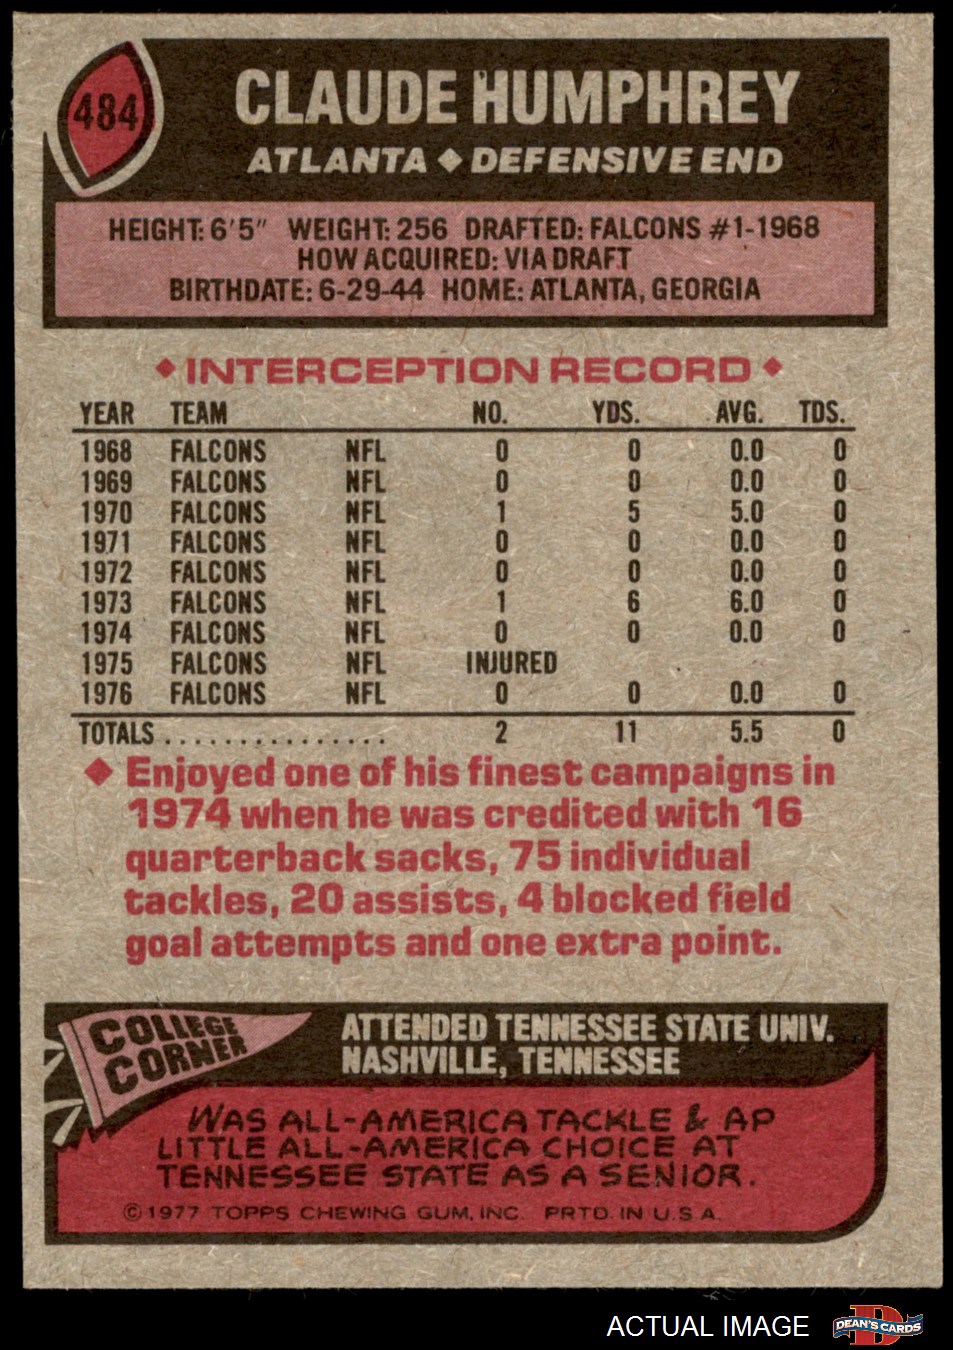 484
CLAUDE HUMPHREY
ATLANTA ◆ DEFENSIVE END
HEIGHT: 6'5" WEIGHT: 256 DRAFTED: FALCONS #1-1968
HOW ACQUIRED: VIA DRAFT
BIRTHDATE: 6-29-44 HOME: ATLANTA, GEORGIA
◆ INTERCEPTION RECORD ◆
YEAR TEAM NO. YDS. AVG. TDS.
1968 FALCONS NFL 0 0 0.0 0
1969 FALCONS NFL 0 0 0.0 0
1970 FALCONS NFL 1 5 5.0 0
1971 FALCONS NFL 0 0 0.0 0
1972 FALCONS NFL 0 0 0.0 0
1973 FALCONS NFL 1 6 6.0 0
1974 FALCONS NFL 0 0 0.0 0
1975 FALCONS NFL INJURED
1976 FALCONS NFL 0 0 0.0 0
TOTALS . . . . . . . . . . . . . . . 2 11 5.5 0
◆ Enjoyed one of his finest campaigns in
1974 when he was credited with 16
quarterback sacks, 75 individual
tackles, 20 assists, 4 blocked field
goal attempts and one extra point.
COLLEGE
CORNER
ATTENDED TENNESSEE STATE UNIV.
NASHVILLE, TENNESSEE
WAS ALL-AMERICA TACKLE & AP
LITTLE ALL-AMERICA CHOICE AT
TENNESSEE STATE AS A SENIOR.
©1977 TOPPS CHEWING GUM, INC. PRTD. IN U.S.A.
ACTUAL IMAGE
D
DEAN'S CARDS